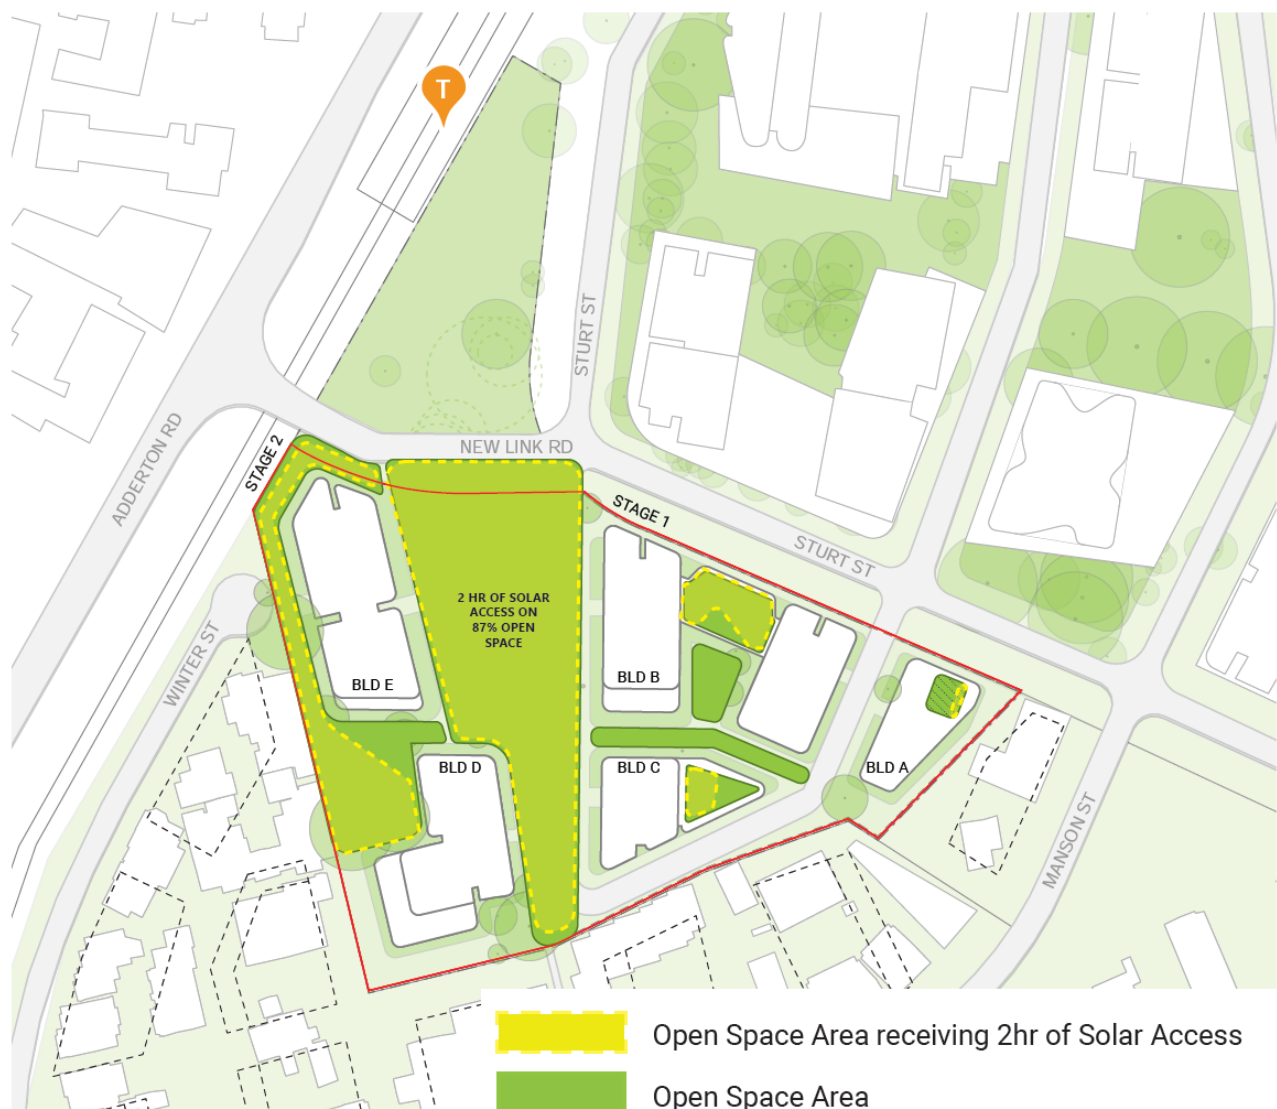 T
STURT ST
ADDERTON RD
NEW LINK RD
STAGE 2
STAGE 1
STURT ST
2 HR OF SOLAR
ACCESS ON
87% OPEN
SPACE
WINTER ST
BLD E
BLD B
BLD D
BLD C
BLD A
MANSON ST
Open Space Area receiving 2hr of Solar Access
Open Space Area